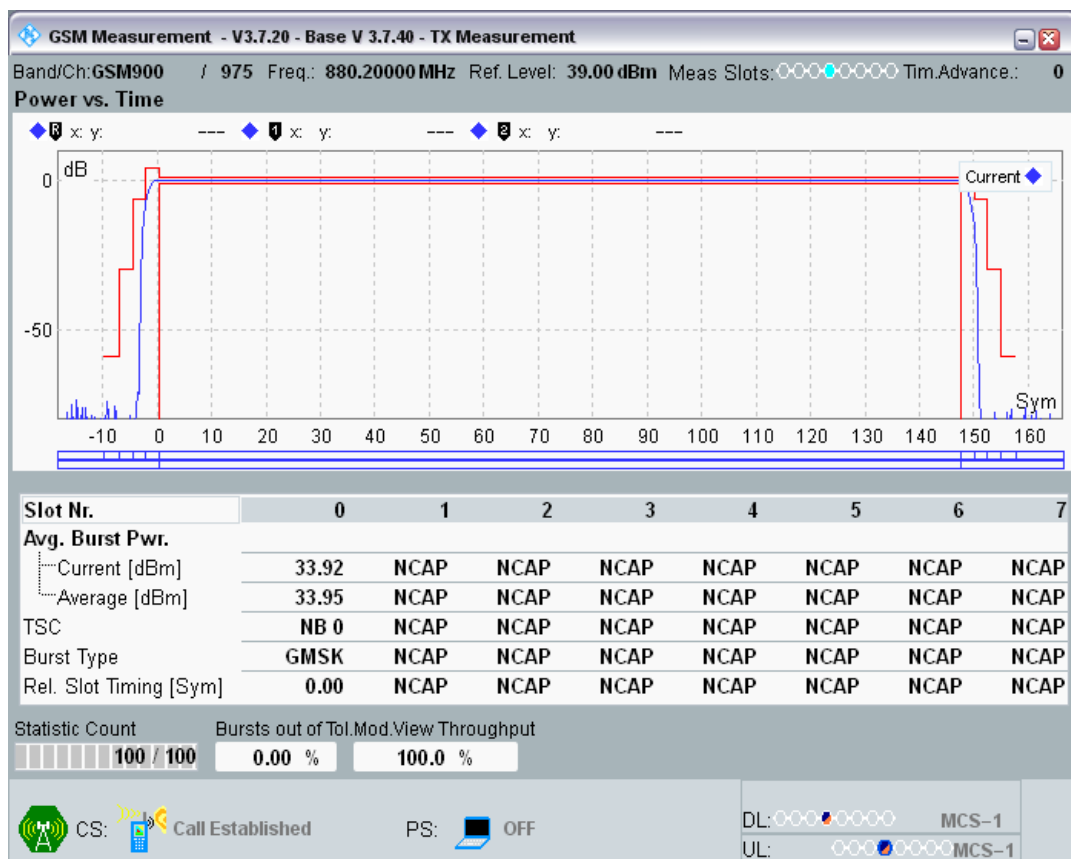 GSM Measurement - V3.7.20 - Base V 3.7.40 - TX Measurement
Band/Ch:GSM900 / 975 Freq.: 880.20000 MHz Ref. Level: 39.00 dBm Meas Slots: Tim.Advance.: 0
Power vs. Time
R x: y: --- 1 x: y: --- 2 x: y: ---
dB
Current
0
-50
Sym
-10 0 10 20 30 40 50 60 70 80 90 100 110 120 130 140 150 160
Slot Nr. 0 1 2 3 4 5 6 7
Avg. Burst Pwr.
Current [dBm] 33.92 NCAP NCAP NCAP NCAP NCAP NCAP NCAP
Average [dBm] 33.95 NCAP NCAP NCAP NCAP NCAP NCAP NCAP
TSC NB 0 NCAP NCAP NCAP NCAP NCAP NCAP NCAP
Burst Type GMSK NCAP NCAP NCAP NCAP NCAP NCAP NCAP
Rel. Slot Timing [Sym] 0.00 NCAP NCAP NCAP NCAP NCAP NCAP NCAP
Statistic Count Bursts out of Tol. Mod.View Throughput
100 / 100 0.00 % 100.0 %
CS: Call Established PS: OFF
DL: MCS-1
UL: MCS-1